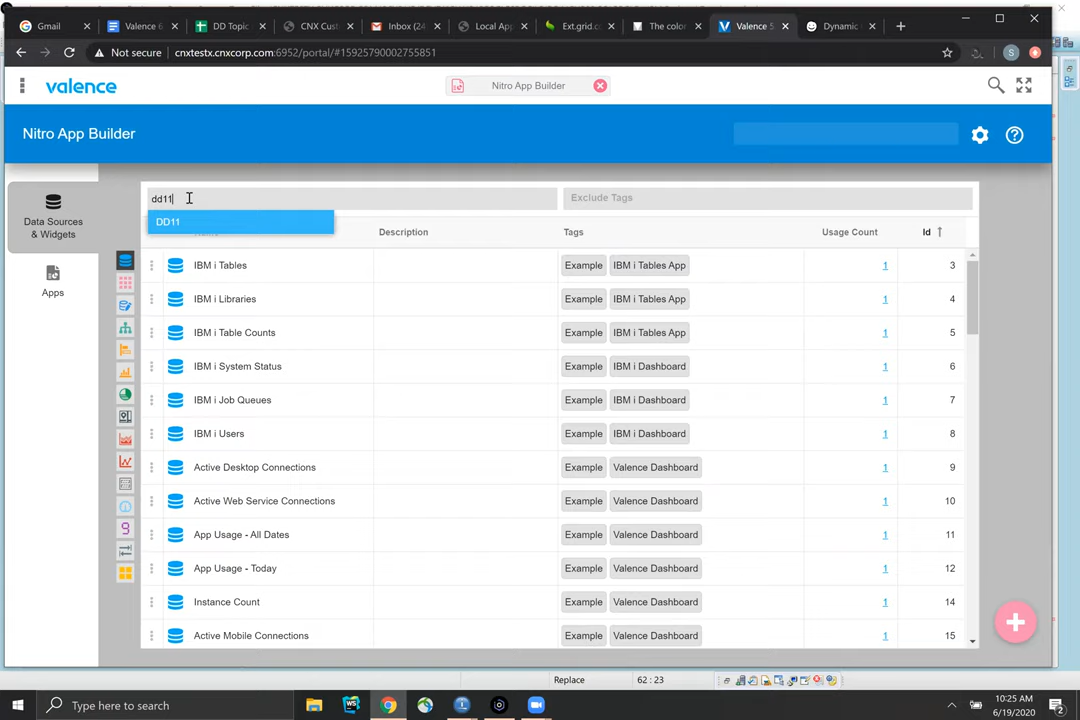 Gmail
Valence 6
DD Topic
CNX Cust
Inbox (24
Local App
Ext.grid.c
The color
Valence 5
Dynamic
Not secure
cnxtestx.cnxcorp.com:6952/portal/#15925790002755851
S
valence
Nitro App Builder
Nitro App Builder
Data Sources
& Widgets
Apps
dd11
Exclude Tags
DD11
Description
Tags
Usage Count
Id
IBM i Tables Example IBM i Tables App 1 3
IBM i Libraries Example IBM i Tables App 1 4
IBM i Table Counts Example IBM i Tables App 1 5
IBM i System Status Example IBM i Dashboard 1 6
IBM i Job Queues Example IBM i Dashboard 1 7
IBM i Users Example IBM i Dashboard 1 8
Active Desktop Connections Example Valence Dashboard 1 9
Active Web Service Connections Example Valence Dashboard 1 10
App Usage - All Dates Example Valence Dashboard 1 11
App Usage - Today Example Valence Dashboard 1 12
Instance Count Example Valence Dashboard 1 14
Active Mobile Connections Example Valence Dashboard 1 15
Replace
62 : 23
Type here to search
10:25 AM
6/19/2020
2